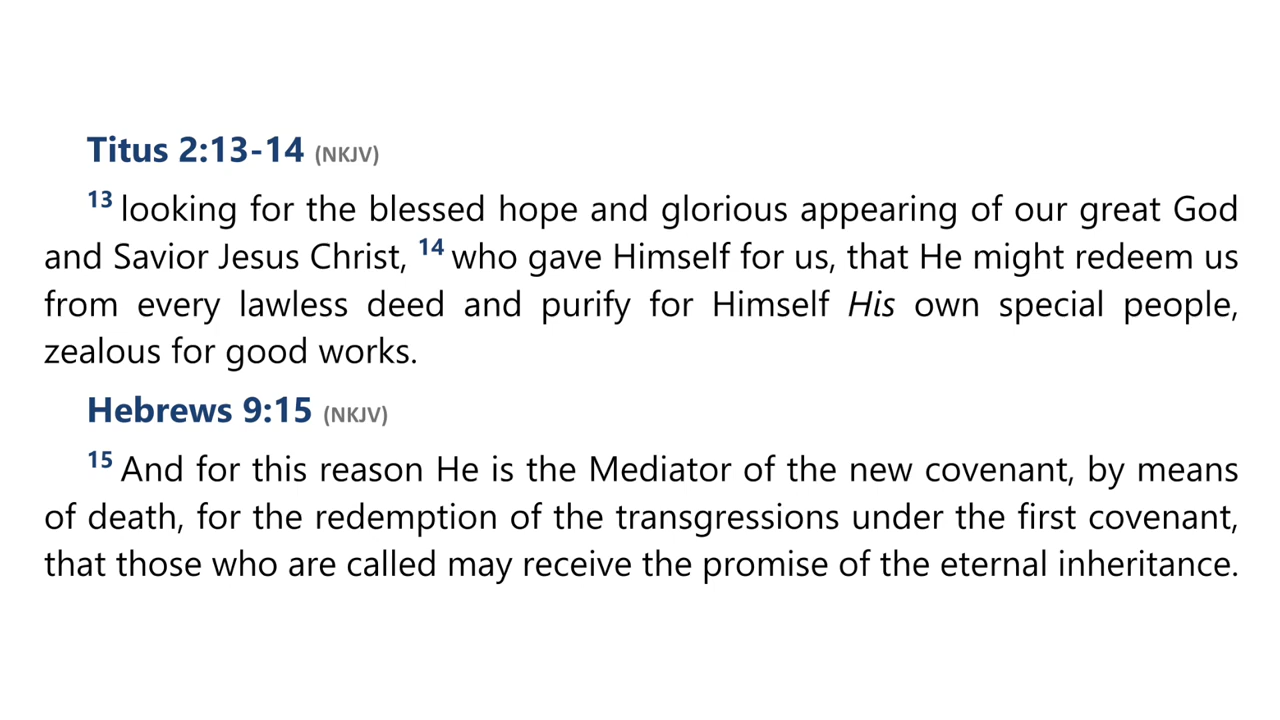 Titus 2:13-14 (NKJV)
13 looking for the blessed hope and glorious appearing of our great God
and Savior Jesus Christ, 14 who gave Himself for us, that He might redeem us
from every lawless deed and purify for Himself His own special people,
zealous for good works.
Hebrews 9:15 (NKJV)
15 And for this reason He is the Mediator of the new covenant, by means
of death, for the redemption of the transgressions under the first covenant,
that those who are called may receive the promise of the eternal inheritance.